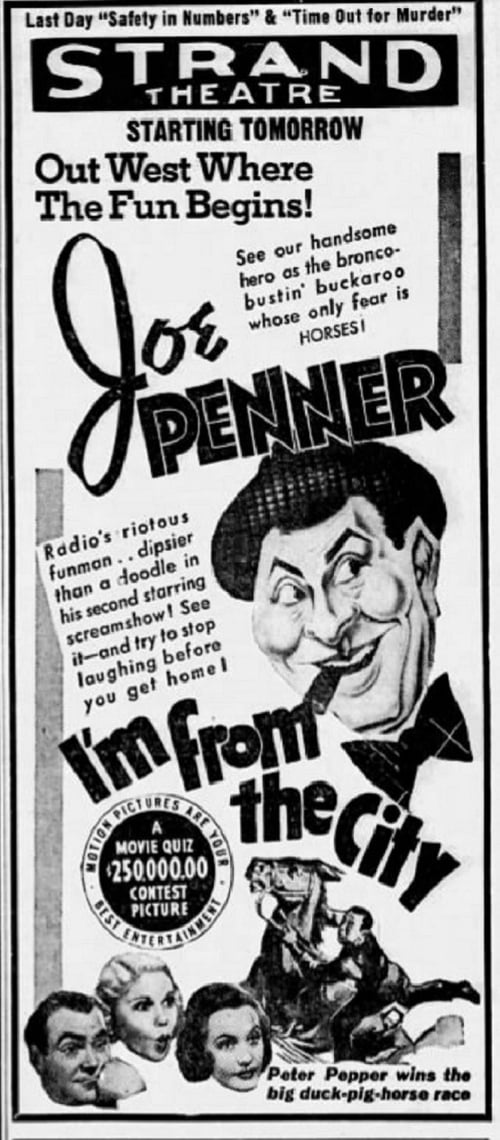 Last Day "Safety in Numbers" & "Time Out for Murder"
STRAND
THEATRE
STARTING TOMORROW
Out West Where
The Fun Begins!
See our handsome
hero as the bronco-
bustin' buckaroo
whose only fear is
HORSES!
Joe
PENNER
Radio's riotous
funman . . dipsier
than a doodle in
his second starring
screamshow! See
it—and try to stop
laughing before
you get home!
I'm from
the City
MOTION PICTURES ARE YOUR
A
MOVIE QUIZ
$250,000.00
CONTEST
PICTURE
BEST ENTERTAINMENT
Peter Pepper wins the
big duck-pig-horse race